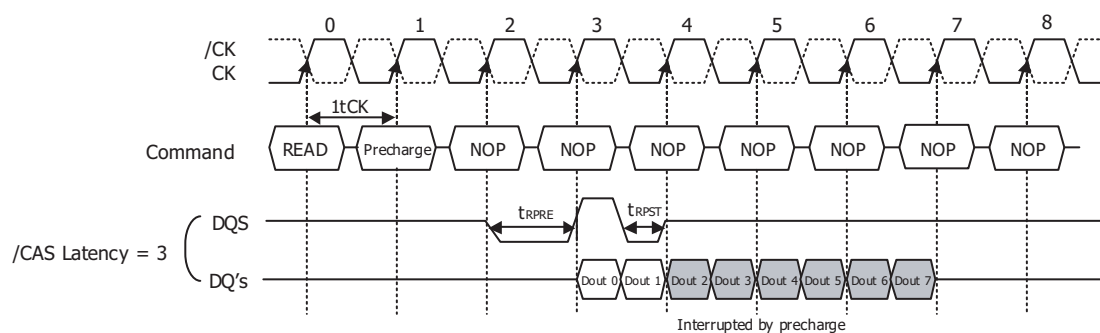 0 1 2 3 4 5 6 7 8
/CK
CK
1tCK
Command READ Precharge NOP NOP NOP NOP NOP NOP NOP
DQS tRPRE tRPST
/CAS Latency = 3
DQ's Dout 0 Dout 1 Dout 2 Dout 3 Dout 4 Dout 5 Dout 6 Dout 7
Interrupted by precharge